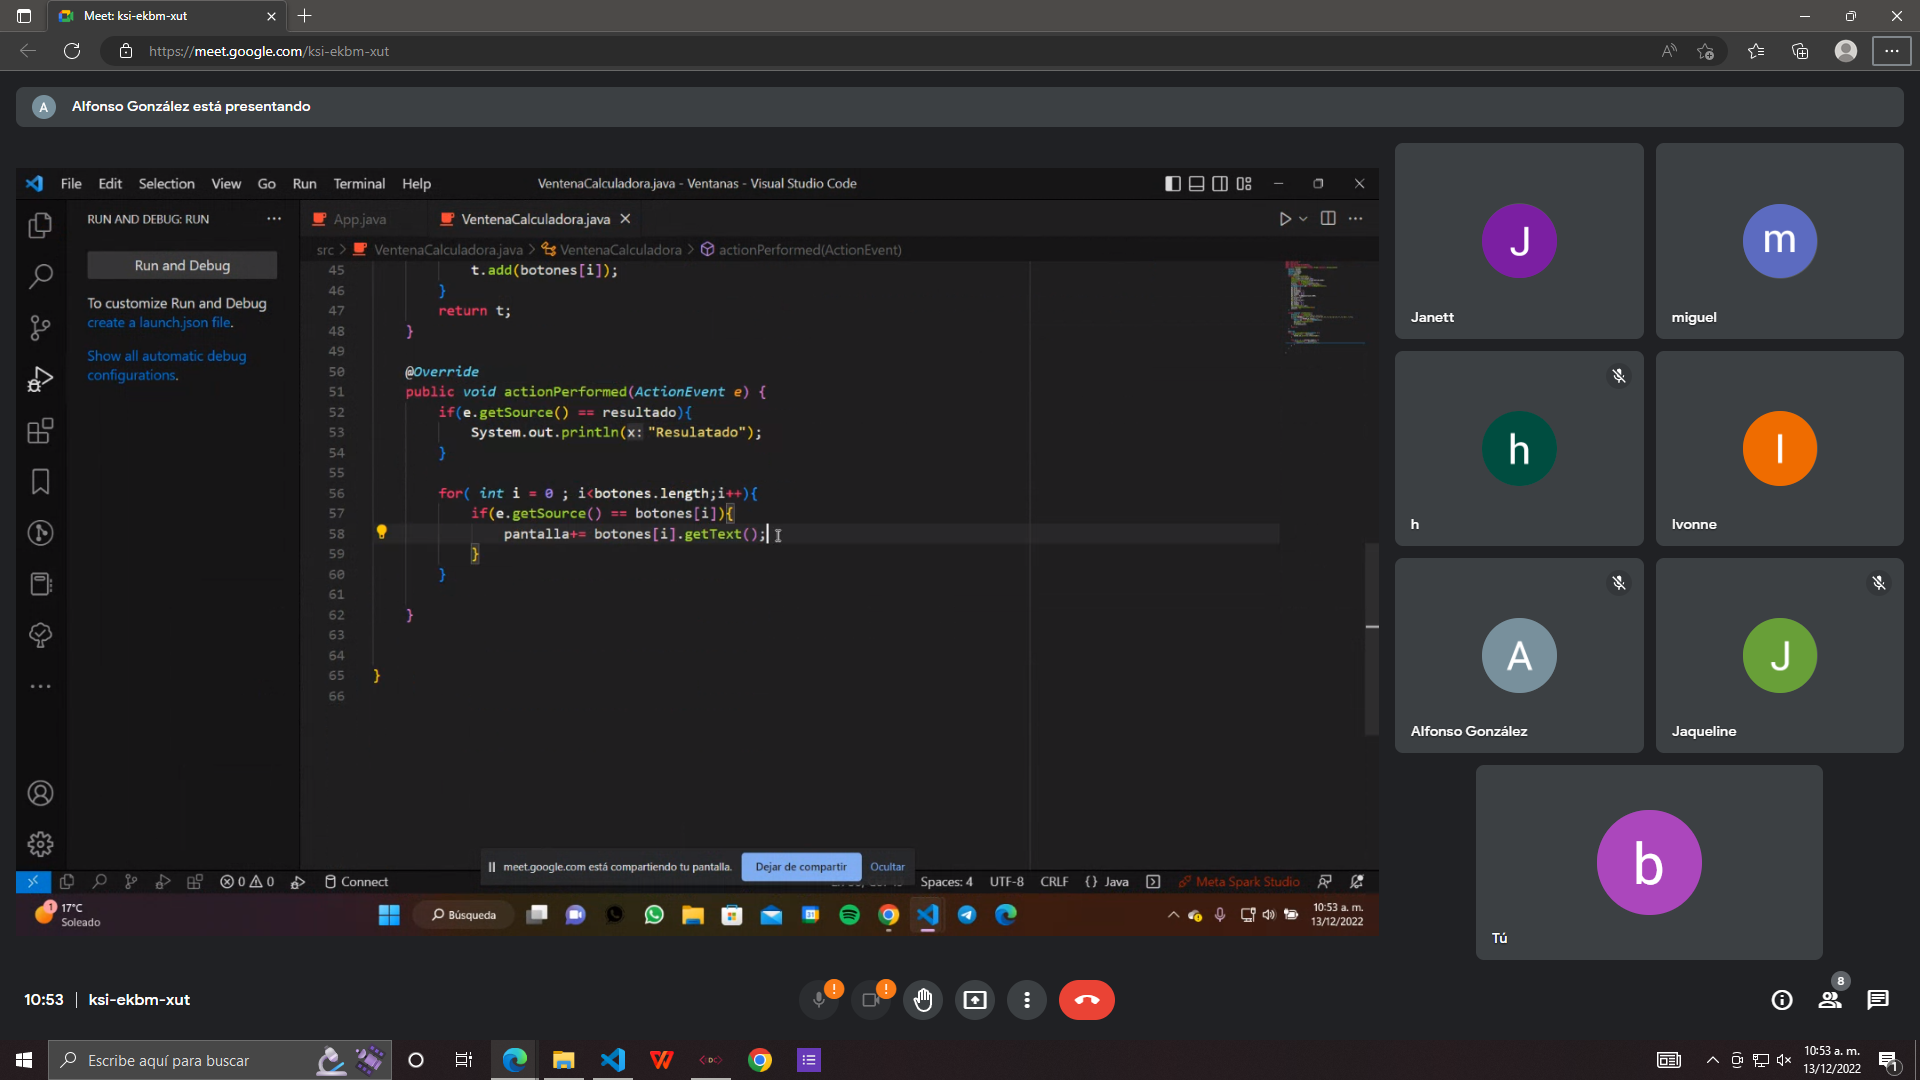 Meet: ksi-ekbm-xut
https://meet.google.com/ksi-ekbm-xut
A
Alfonso González está presentando
File Edit Selection View Go Run Terminal Help
VentenaCalculadora.java - Ventanas - Visual Studio Code
RUN AND DEBUG: RUN
App.java
VentenaCalculadora.java
src > VentenaCalculadora.java > VentenaCalculadora > actionPerformed(ActionEvent)
Run and Debug
To customize Run and Debug
create a launch.json file.
Show all automatic debug
configurations.
45 t.add(botones[i]);
46 }
47 return t;
48 }
49
50 @Override
51 public void actionPerformed(ActionEvent e) {
52 if(e.getSource() == resultado){
53 System.out.println(x: "Resulatado");
54 }
55
56 for( int i = 0 ; i<botones.length;i++){
57 if(e.getSource() == botones[i]){
58 pantalla+= botones[i].getText();
59 }
60 }
61
62 }
63
64
65 }
66
meet.google.com está compartiendo tu pantalla.
Dejar de compartir
Ocultar
0 0
Connect
Spaces: 4
UTF-8
CRLF
{ } Java
Meta Spark Studio
1
17°C
Soleado
Búsqueda
10:53 a. m.
13/12/2022
J
Janett
m
miguel
h
h
I
Ivonne
A
Alfonso González
J
Jaqueline
b
Tú
10:53 | ksi-ekbm-xut
!
!
8
Escribe aquí para buscar
10:53 a. m.
13/12/2022
1